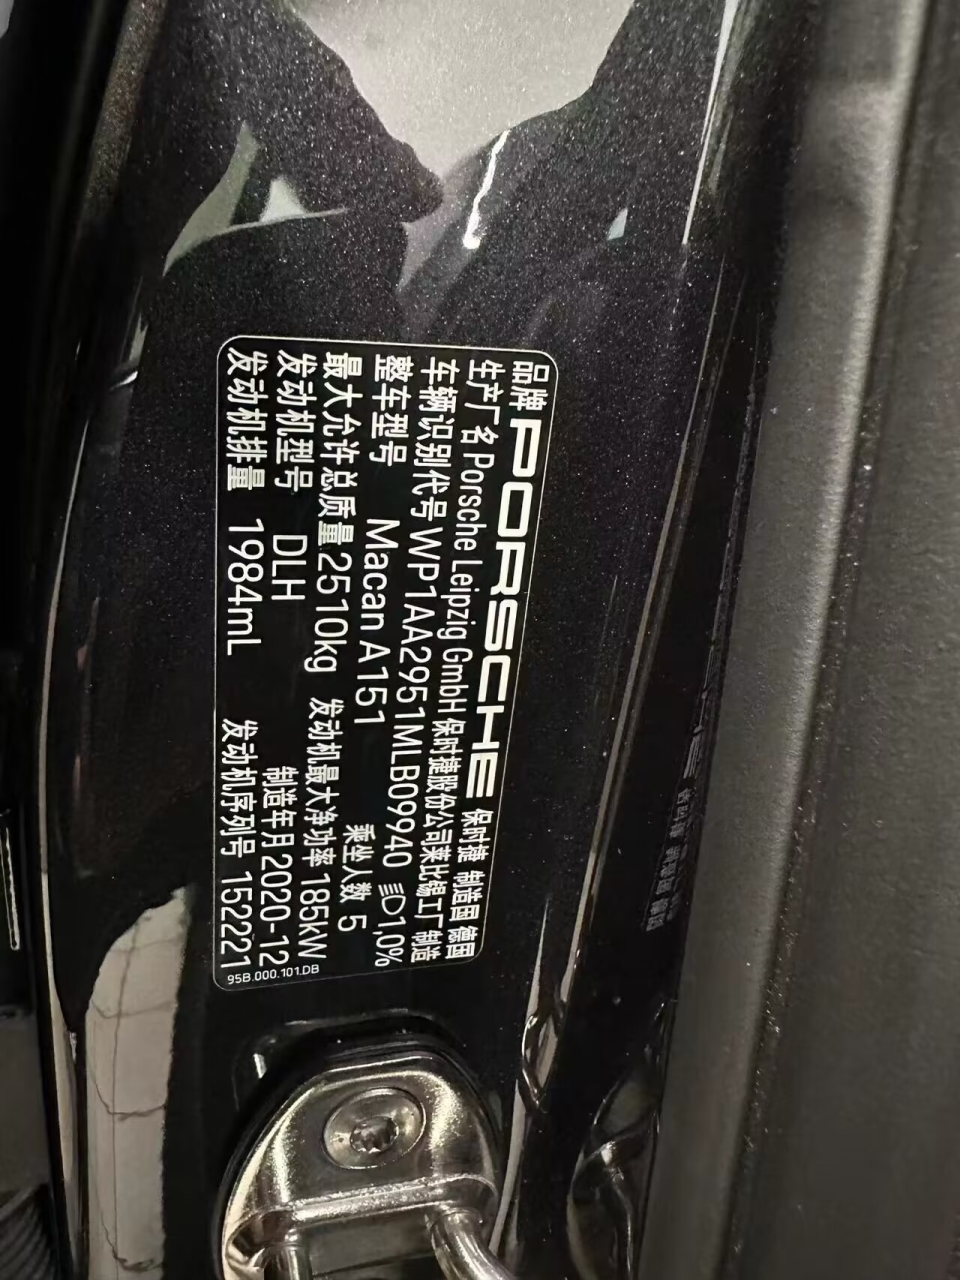 品牌 PORSCHE 保时捷 制造国 德国
生产厂名 Porsche Leipzig GmbH 保时捷股份公司莱比锡工厂 制造
车辆识别代号 WP1AA2951MLB09940 1,0%
整车型号 Macan A151 乘坐人数 5
最大允许总质量 2510kg 发动机最大净功率 185kW
发动机型号 DLH 制造年月 2020-12
发动机排量 1984mL 发动机序列号 152221
95B.000.101.DB